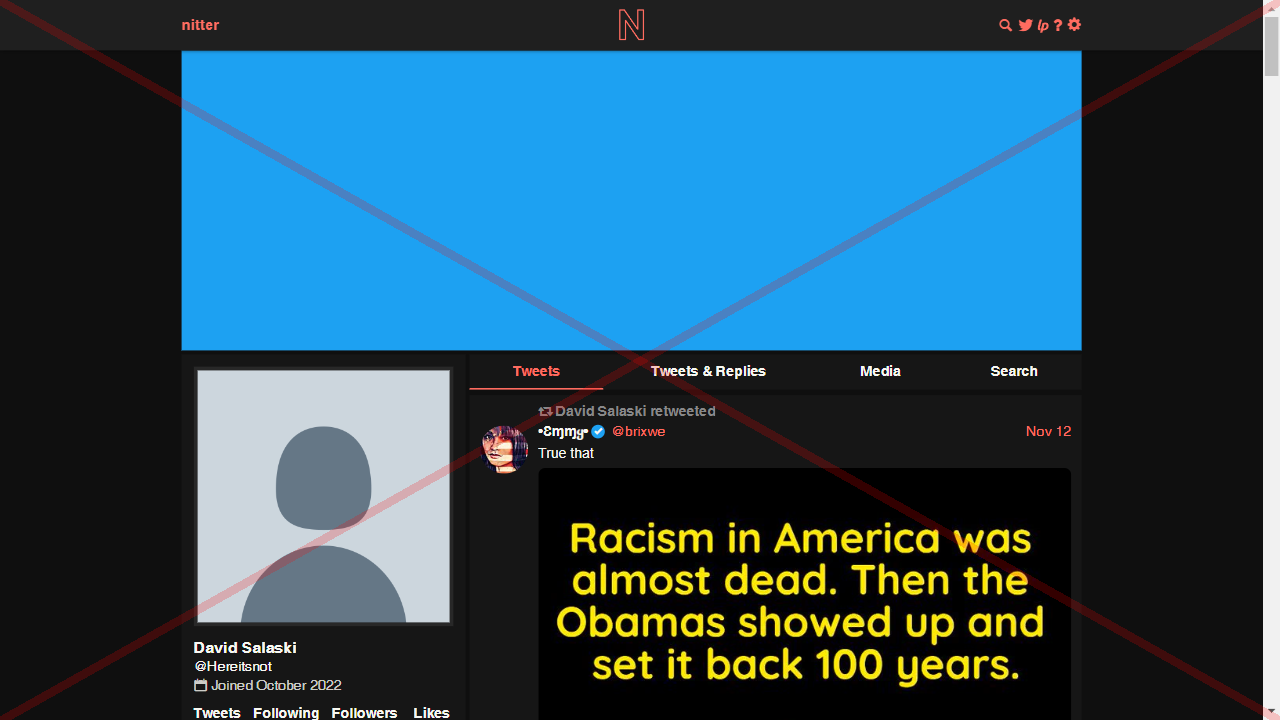 nitter
N
lp ?
Tweets Tweets & Replies Media Search
David Salaski retweeted
@brixwe Nov 12
True that
Racism in America was
almost dead. Then the
Obamas showed up and
set it back 100 years.
David Salaski
@Hereitsnot
Joined October 2022
Tweets Following Followers Likes